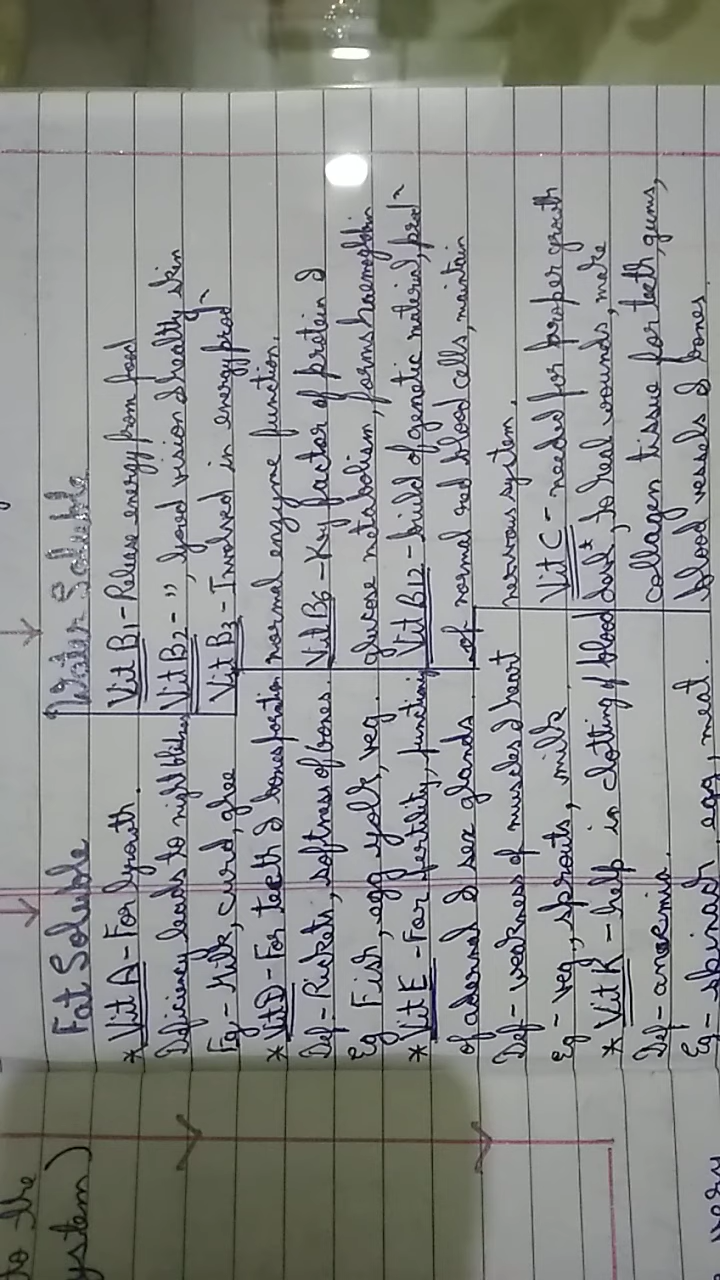 Fat Soluble
* Vit A - For Growth.
Deficiency leads to night blidnes
Eg - Milk, curd, ghee
* Vit D - For teeth & bones formation
Def - Rickets, softness of bones.
Eg Fish, egg yolk, veg.
* Vit E - For fertility, functing
of adrenal & sex glands.
Def - weakness of muscles & heart
Eg - veg, sprouts, milk.
* Vit K - help in clotting of blood
Def - anaemia.
Eg - spinach, egg, meat.
Water Soluble
Vit B1 - Release energy from food
Vit B2 - ", good vision & healty skin
Vit B3 - Involved in energy prodⁿ
normal enzyme function.
Vit B6 - Key factor of protein &
glucose metabolism, forms haemoglobin
Vit B12 - build of genetic material, prodⁿ
of normal red blood cells, maintain
nervous system.
Vit C - needed for proper growth
, to heal wounds, make
collagen tissue for teeth, gums,
blood vessels & bones.
to the
ystem)
very